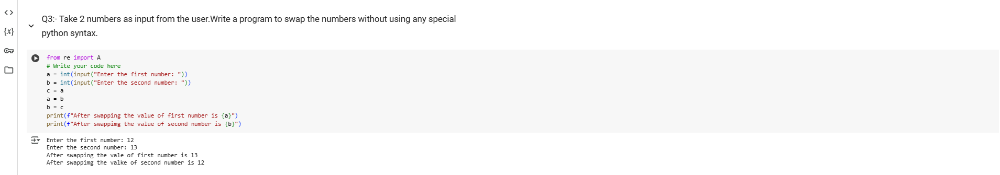 <>
Q3:- Take 2 numbers as input from the user.Write a program to swap the numbers without using any special
python syntax.
{x}
from re import A
# Write your code here
a = int(input("Enter the first number: "))
b = int(input("Enter the second number: "))
c = a
a = b
b = c
print(f"After swapping the value of first number is {a}")
print(f"After swappimg the value of second number is {b}")
Enter the first number: 12
Enter the second number: 13
After swapping the vale of first number is 13
After swappimg the valke of second number is 12